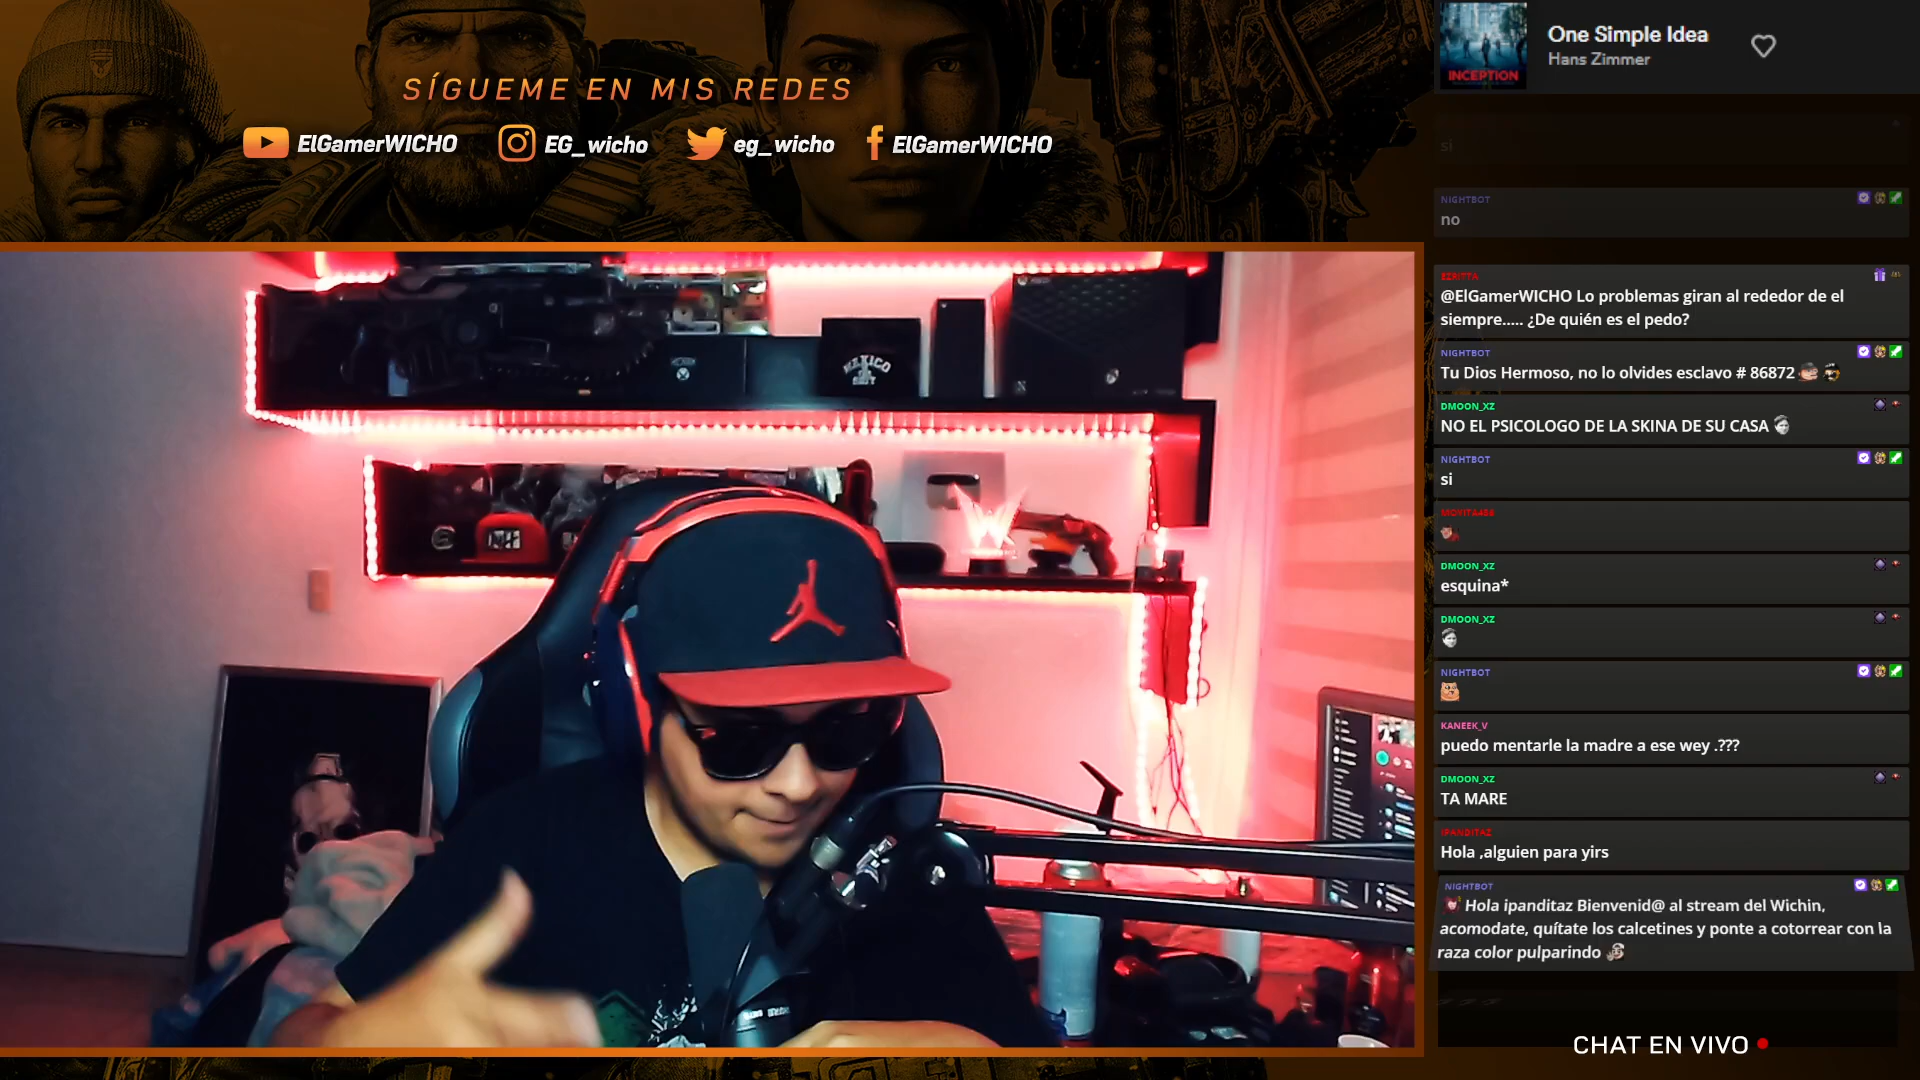 SÍGUEME EN MIS REDES
ElGamerWICHO
EG_wicho
eg_wicho
ElGamerWICHO
One Simple Idea
Hans Zimmer
INCEPTION
si
NIGHTBOT
no
EZRITTA
@ElGamerWICHO Lo problemas giran al rededor de el
siempre..... ¿De quién es el pedo?
NIGHTBOT
Tu Dios Hermoso, no lo olvides esclavo # 86872
DMOON_XZ
NO EL PSICOLOGO DE LA SKINA DE SU CASA
NIGHTBOT
si
DMOON_XZ
esquina*
DMOON_XZ
NIGHTBOT
KANEEK_V
puedo mentarle la madre a ese wey .???
DMOON_XZ
TA MARE
IPANDITAZ
Hola ,alguien para yirs
NIGHTBOT
Hola ipanditaz Bienvenid@ al stream del Wichin,
acomodate, quítate los calcetines y ponte a cotorrear con la
raza color pulparindo
CHAT EN VIVO
MEXICO